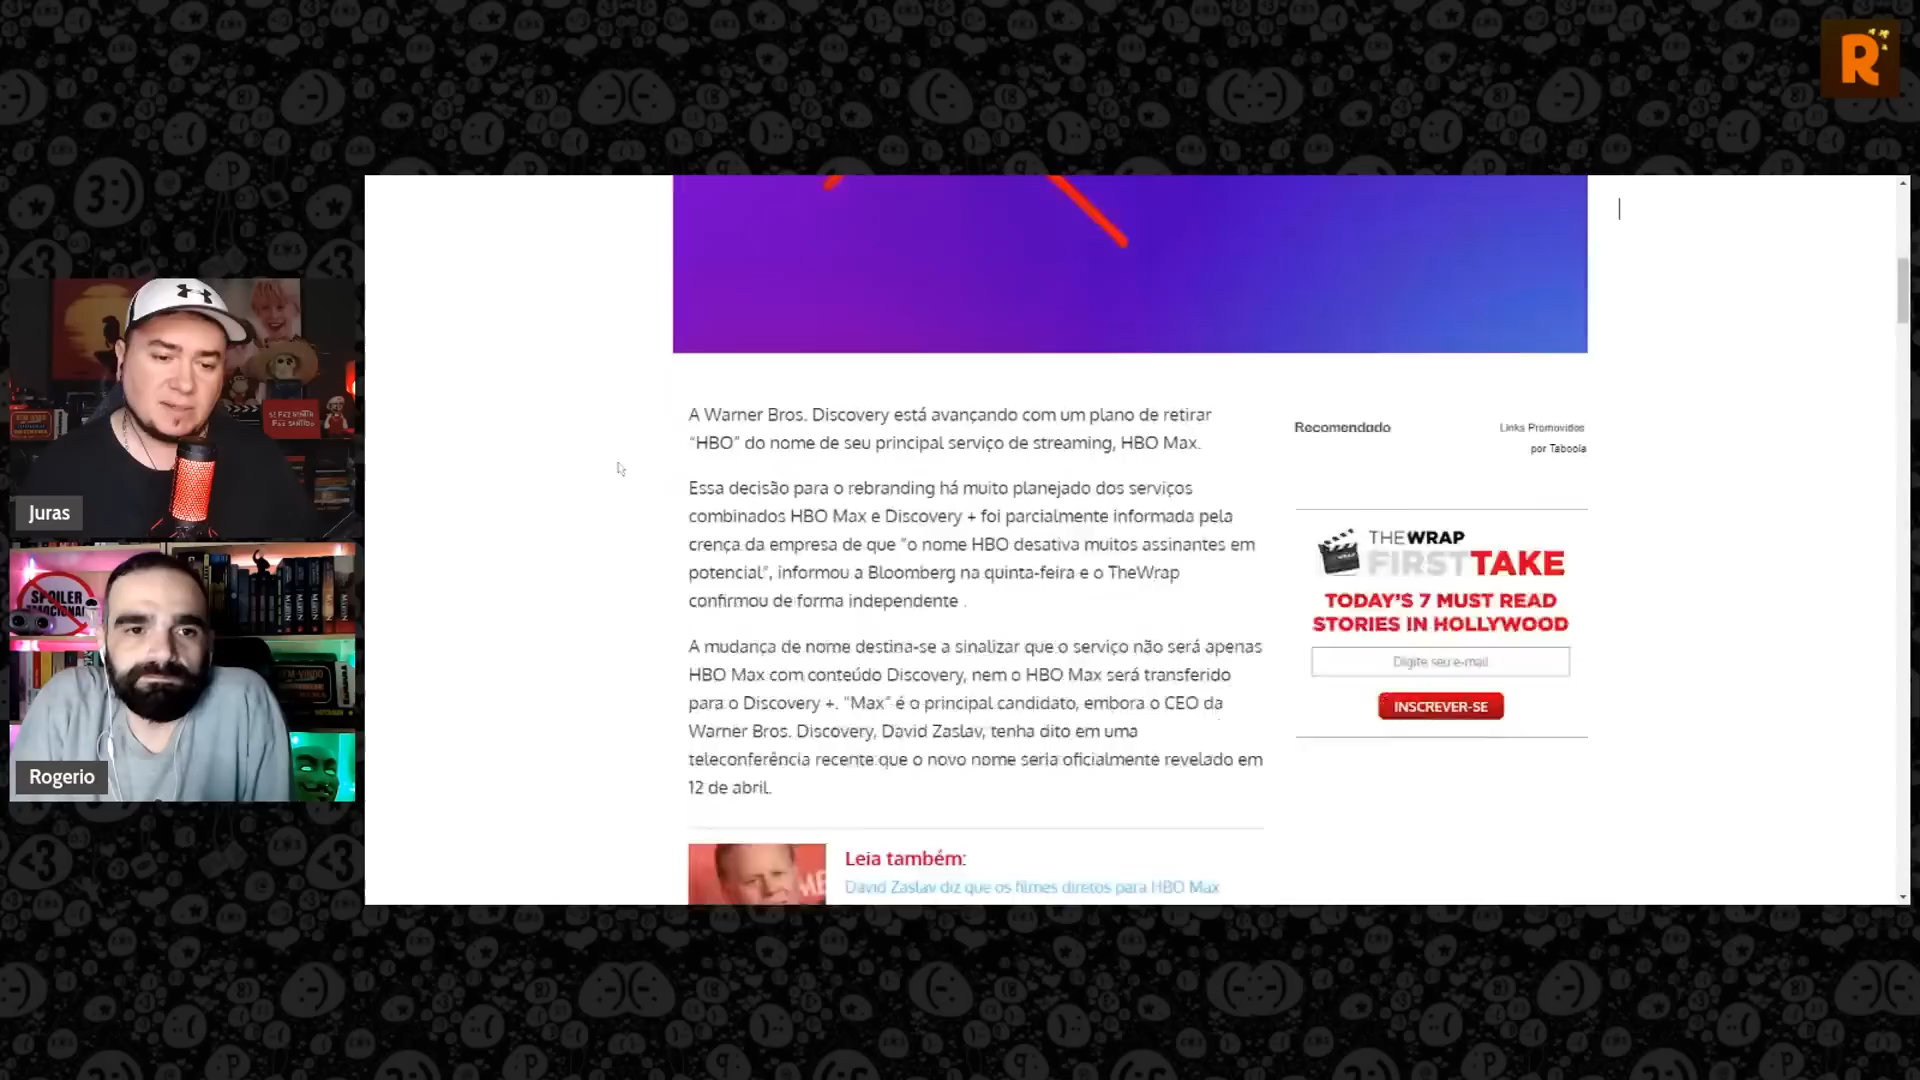 R
A Warner Bros. Discovery está avançando com um plano de retirar
“HBO” do nome de seu principal serviço de streaming, HBO Max.
Essa decisão para o rebranding há muito planejado dos serviços
combinados HBO Max e Discovery + foi parcialmente informada pela
crença da empresa de que “o nome HBO desativa muitos assinantes em
potencial”, informou a Bloomberg na quinta-feira e o TheWrap
confirmou de forma independente .
A mudança de nome destina-se a sinalizar que o serviço não será apenas
HBO Max com conteúdo Discovery, nem o HBO Max será transferido
para o Discovery +. “Max” é o principal candidato, embora o CEO da
Warner Bros. Discovery, David Zaslav, tenha dito em uma
teleconferência recente que o novo nome seria oficialmente revelado em
12 de abril.
Leia também:
David Zaslav diz que os filmes diretos para HBO Max
Recomendado
Links Promovidos
por Taboola
THEWRAP
FIRSTTAKE
TODAY'S 7 MUST READ
STORIES IN HOLLYWOOD
Digite seu e-mail
INSCREVER-SE
Juras
SPOILER
Rogerio